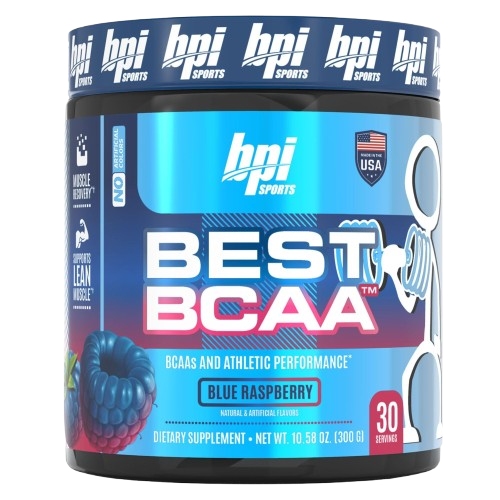 bpi SPORTS
bpi SPORTS
bpi SPORTS
bpi SPORTS
bpi SPORTS
bpi
MUSCLE
RECOVERY*†
SUPPORTS
LEAN
MUSCLE*†
NO ARTIFICIAL
COLORS
bpi
SPORTS
MADE IN THE
USA
BEST
BCAA™
BCAAs AND ATHLETIC PERFORMANCE*
BLUE RASPBERRY
NATURAL & ARTIFICIAL FLAVORS
30
SERVINGS
DIETARY SUPPLEMENT • NET WT. 10.58 OZ. (300 G)